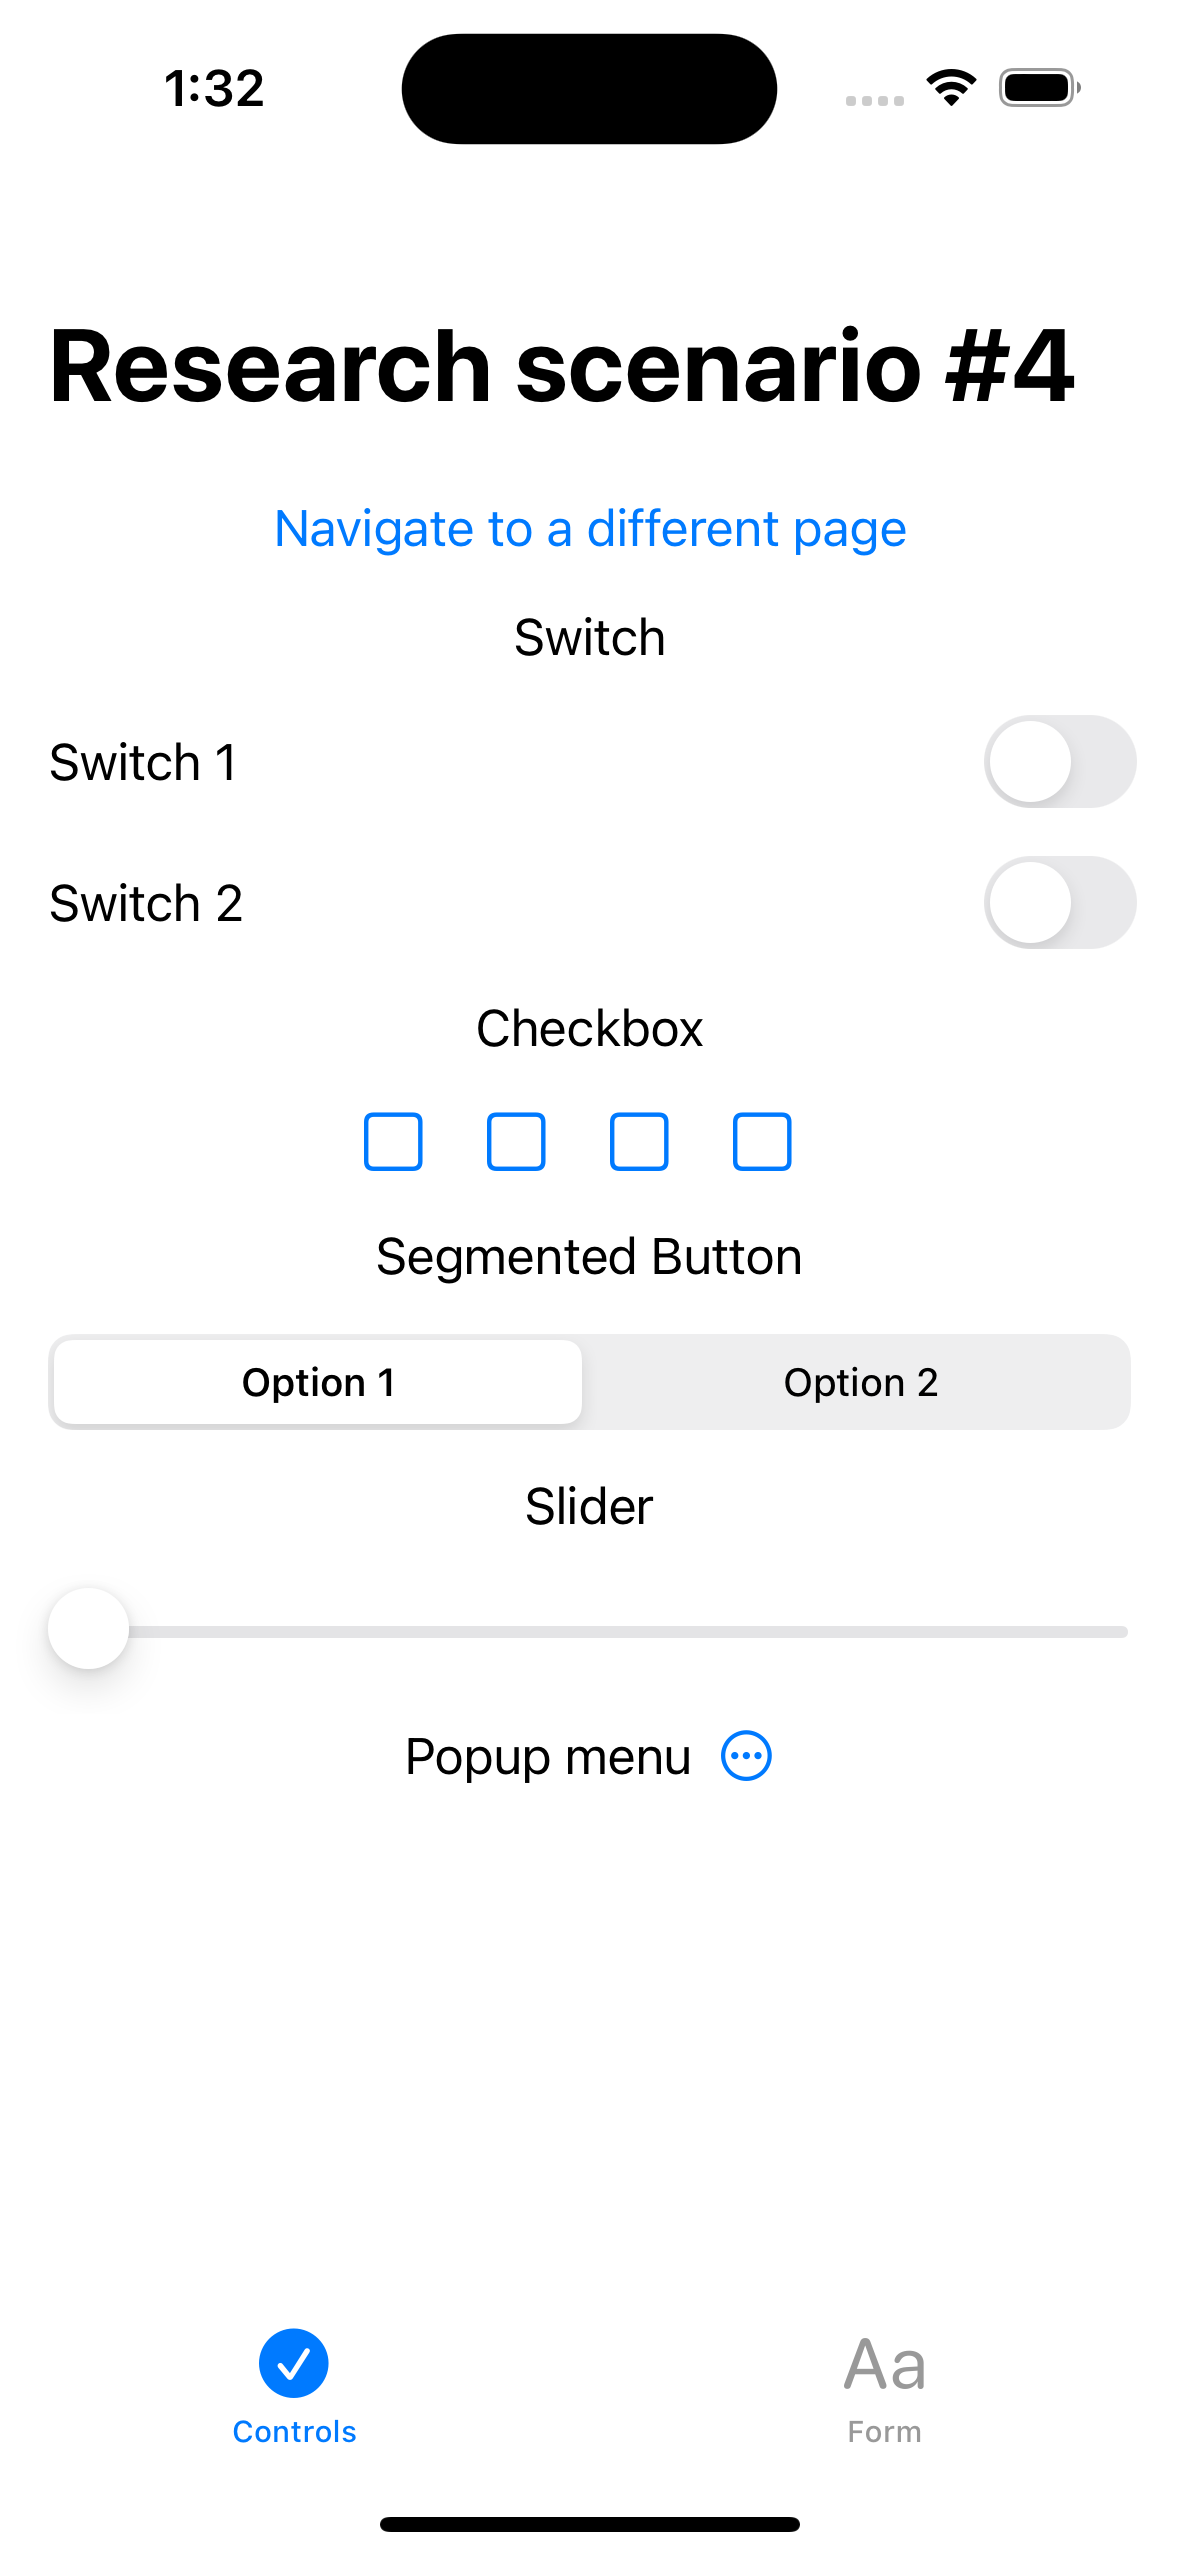 1:32
Research scenario #4
Navigate to a different page
Switch
Switch 1
Switch 2
Checkbox
Segmented Button
Option 1 Option 2
Slider
Popup menu
Aa
Controls Form